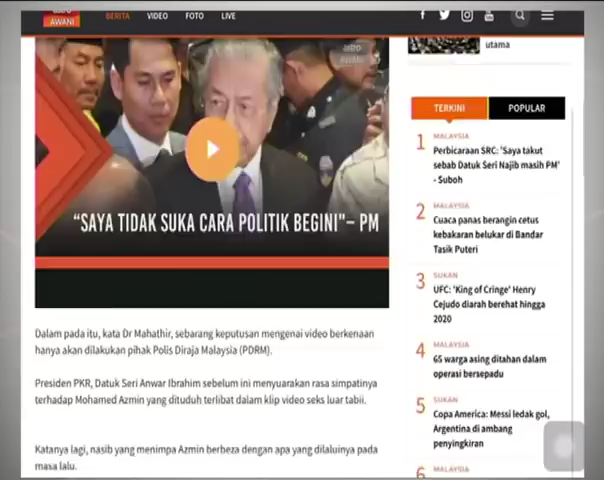 AWANI
BERITA
VIDEO
FOTO
LIVE
utama
astro
AWANI
"SAYA TIDAK SUKA CARA POLITIK BEGINI"– PM
Dalam pada itu, kata Dr Mahathir, sebarang keputusan mengenai video berkenaan
hanya akan dilakukan pihak Polis Diraja Malaysia (PDRM).
Presiden PKR, Datuk Seri Anwar Ibrahim sebelum ini menyuarakan rasa simpatinya
terhadap Mohamed Azmin yang dituduh terlibat dalam klip video seks luar tabii.
Katanya lagi, nasib yang menimpa Azmin berbeza dengan apa yang dilaluinya pada
masa lalu.
TERKINI
POPULAR
1
MALAYSIA
Perbicaraan SRC: 'Saya takut
sebab Datuk Seri Najib masih PM'
- Suboh
2
MALAYSIA
Cuaca panas berangin cetus
kebakaran belukar di Bandar
Tasik Puteri
3
SUKAN
UFC: 'King of Cringe' Henry
Cejudo diarah berehat hingga
2020
4
MALAYSIA
65 warga asing ditahan dalam
operasi bersepadu
5
SUKAN
Copa America: Messi ledak gol,
Argentina di ambang
penyingkiran
6
MALAYSIA